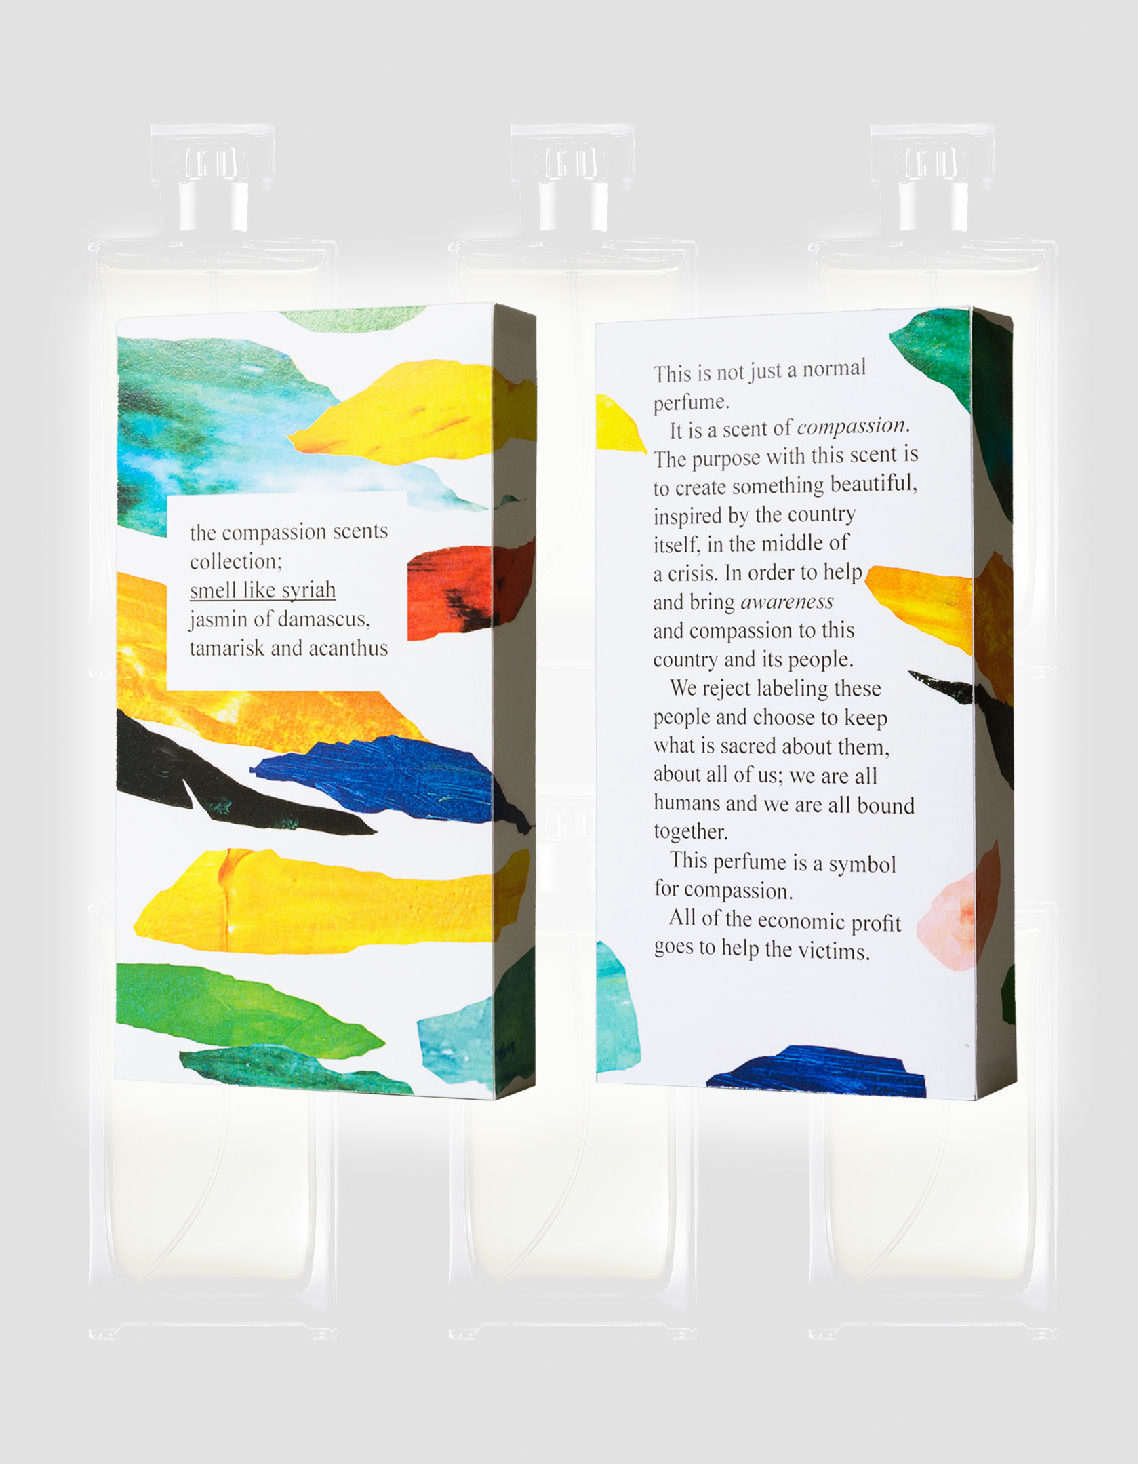 the compassion scents
collection;
smell like syriah
jasmin of damascus,
tamarisk and acanthus
This is not just a normal
perfume.
It is a scent of compassion.
The purpose with this scent is
to create something beautiful,
inspired by the country
itself, in the middle of
a crisis. In order to help
and bring awareness
and compassion to this
country and its people.
We reject labeling these
people and choose to keep
what is sacred about them,
about all of us; we are all
humans and we are all bound
together.
This perfume is a symbol
for compassion.
All of the economic profit
goes to help the victims.